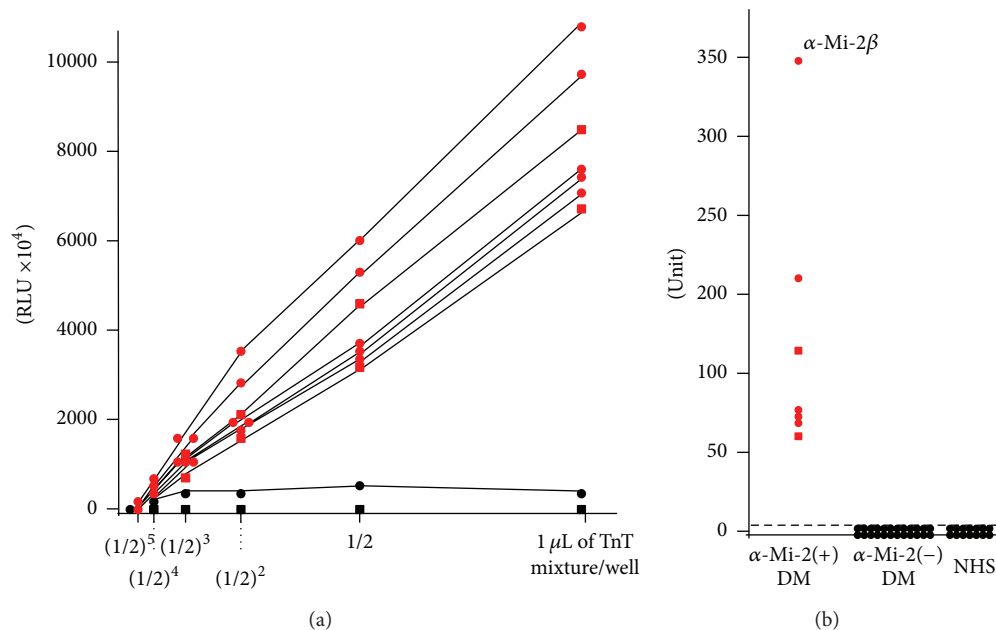 10000
8000
6000
4000
2000
0
(RLU ×10⁴)
(1/2)⁵
(1/2)⁴
(1/2)³
(1/2)²
1/2
1 μL of TnT
mixture/well
(a)
350
300
250
200
100
50
0
(Unit)
α-Mi-2β
α-Mi-2(+)
DM
α-Mi-2(−)
DM
NHS
(b)